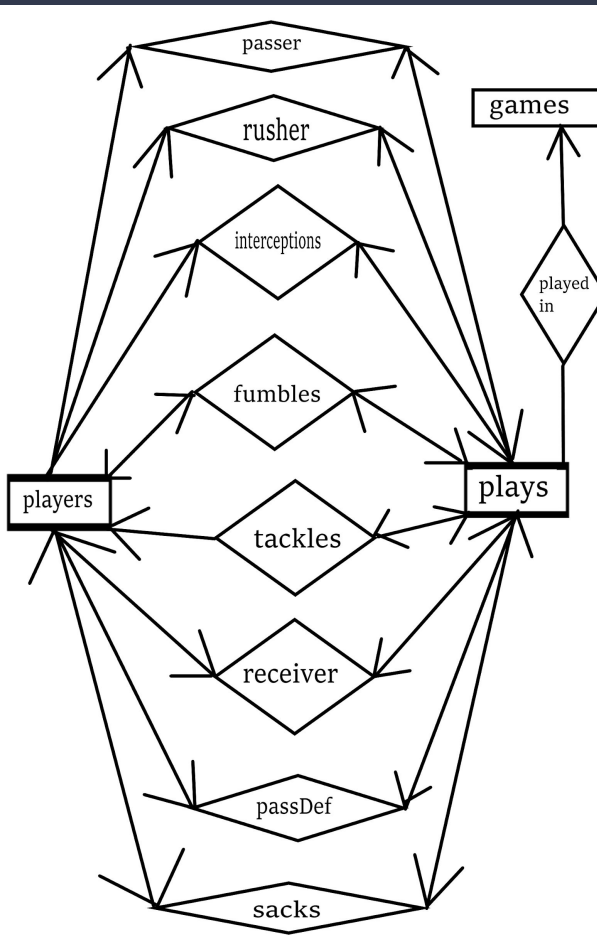 passer
games
rusher
interceptions
played
in
fumbles
players
plays
tackles
receiver
passDef
sacks